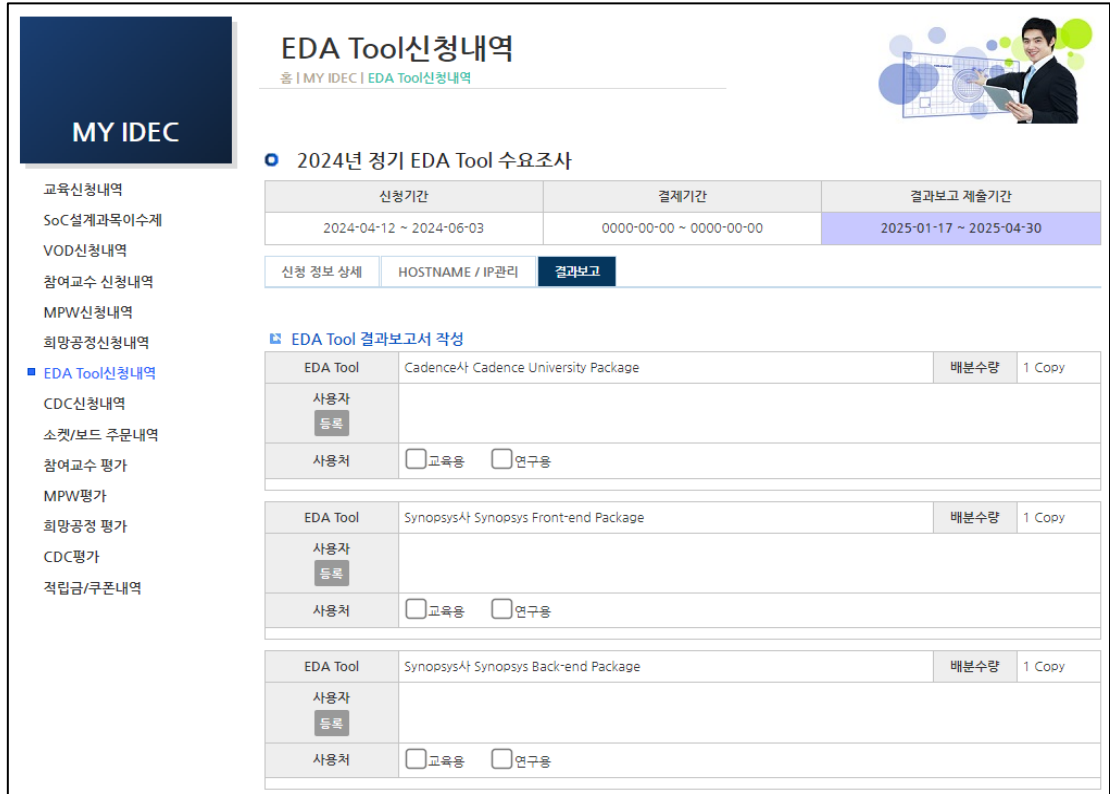 MY IDEC
교육신청내역
SoC설계과목이수제
VOD신청내역
참여교수 신청내역
MPW신청내역
희망공정신청내역
EDA Tool신청내역
CDC신청내역
소켓/보드 주문내역
참여교수 평가
MPW평가
희망공정 평가
CDC평가
적립금/쿠폰내역
EDA Tool신청내역
홈 | MY IDEC | EDA Tool신청내역
2024년 정기 EDA Tool 수요조사
신청기간 결제기간 결과보고 제출기간
2024-04-12 ~ 2024-06-03 0000-00-00 ~ 0000-00-00 2025-01-17 ~ 2025-04-30
신청 정보 상세 HOSTNAME / IP관리 결과보고
EDA Tool 결과보고서 작성
EDA Tool Cadence사 Cadence University Package 배분수량 1 Copy
사용자
등록
사용처 교육용 연구용
EDA Tool Synopsys사 Synopsys Front-end Package 배분수량 1 Copy
사용자
등록
사용처 교육용 연구용
EDA Tool Synopsys사 Synopsys Back-end Package 배분수량 1 Copy
사용자
등록
사용처 교육용 연구용